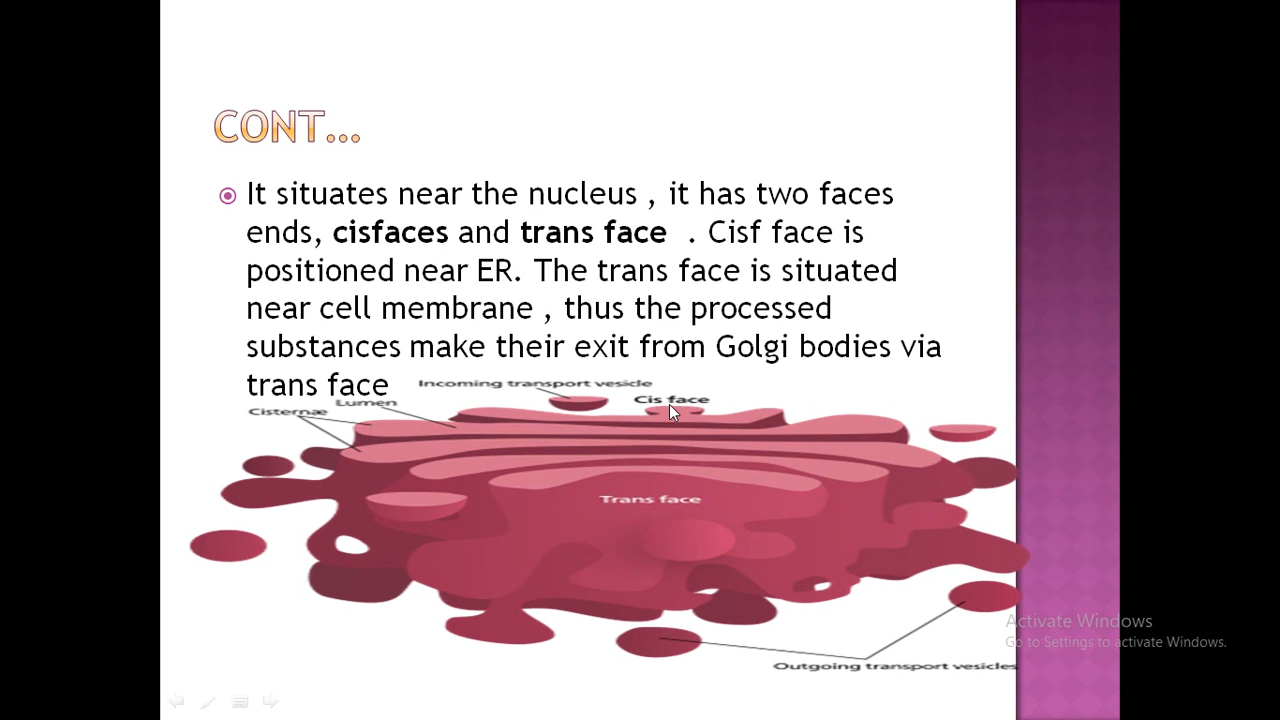 CONT...
It situates near the nucleus , it has two faces
ends, cisfaces and trans face . Cisf face is
positioned near ER. The trans face is situated
near cell membrane , thus the processed
substances make their exit from Golgi bodies via
trans face
Incoming transport vesicle
Cis face
Lumen
Cisternæ
Trans face
Outgoing transport vesicles
Activate Windows
Go to Settings to activate Windows.